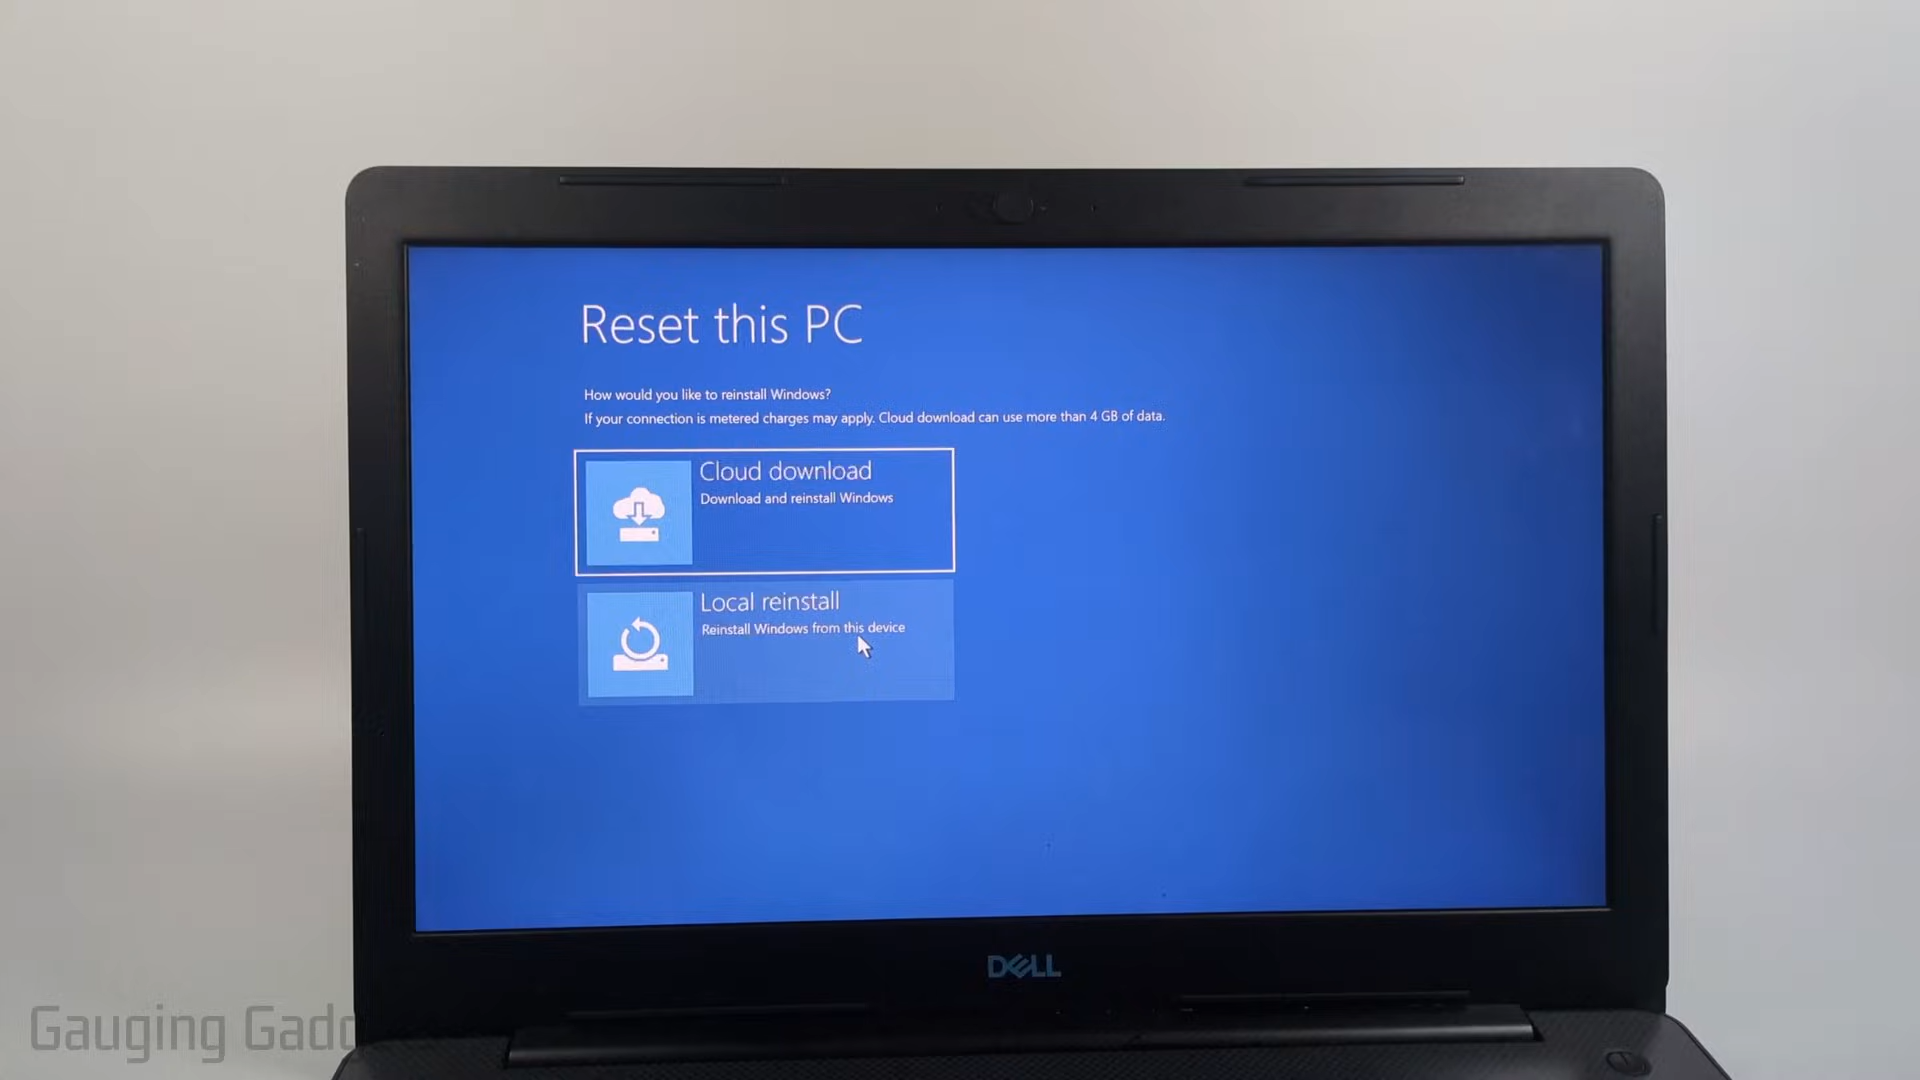 Reset this PC
How would you like to reinstall Windows?
If your connection is metered charges may apply. Cloud download can use more than 4 GB of data.
Cloud download
Download and reinstall Windows
Local reinstall
Reinstall Windows from this device
DELL
Gauging Gadg